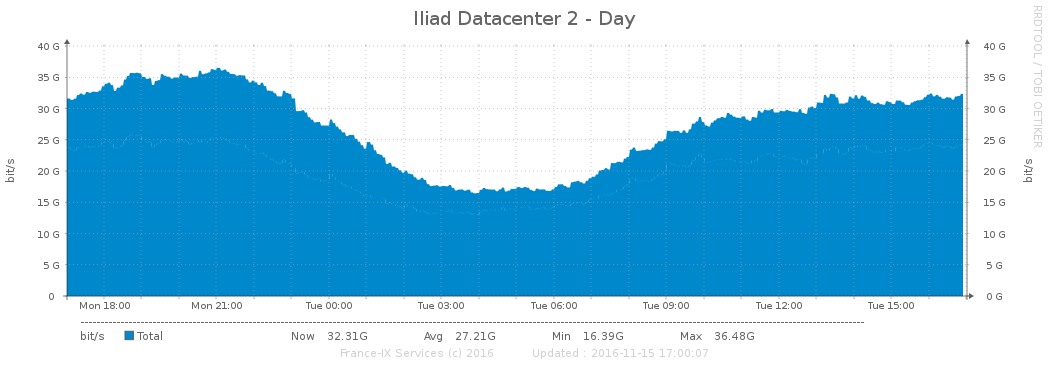 Iliad Datacenter 2 - Day
RRDTOOL / TOBI OETIKER
40 G 40 G
35 G 35 G
30 G 30 G
25 G 25 G
20 G 20 G
15 G 15 G
10 G 10 G
5 G 5 G
0 0 G
bit/s bit/s
Mon 18:00 Mon 21:00 Tue 00:00 Tue 03:00 Tue 06:00 Tue 09:00 Tue 12:00 Tue 15:00
bit/s Total Now 32.31G Avg 27.21G Min 16.39G Max 36.48G
France-IX Services (c) 2016 Updated : 2016-11-15 17:00:07